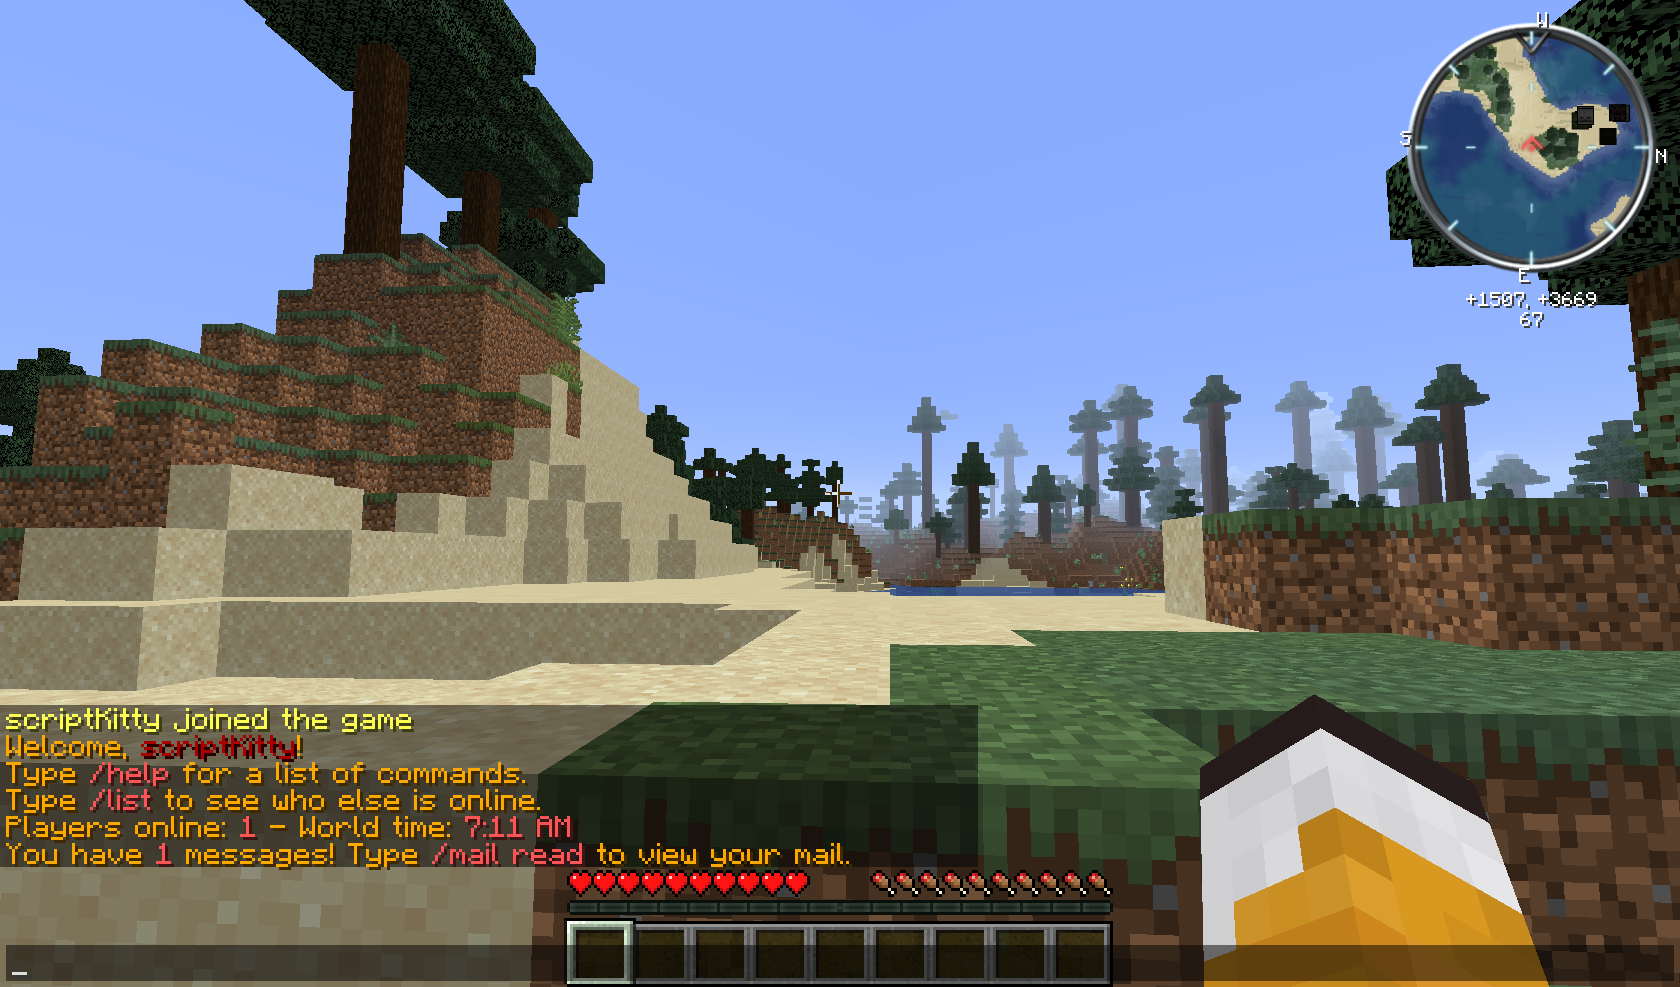 W
S
N
E
+1507, +3669
67
scriptKitty joined the game
Welcome, scriptKitty!
Type /help for a list of commands.
Type /list to see who else is online.
Players online: 1 - World time: 7:11 AM
You have 1 messages! Type /mail read to view your mail.
_